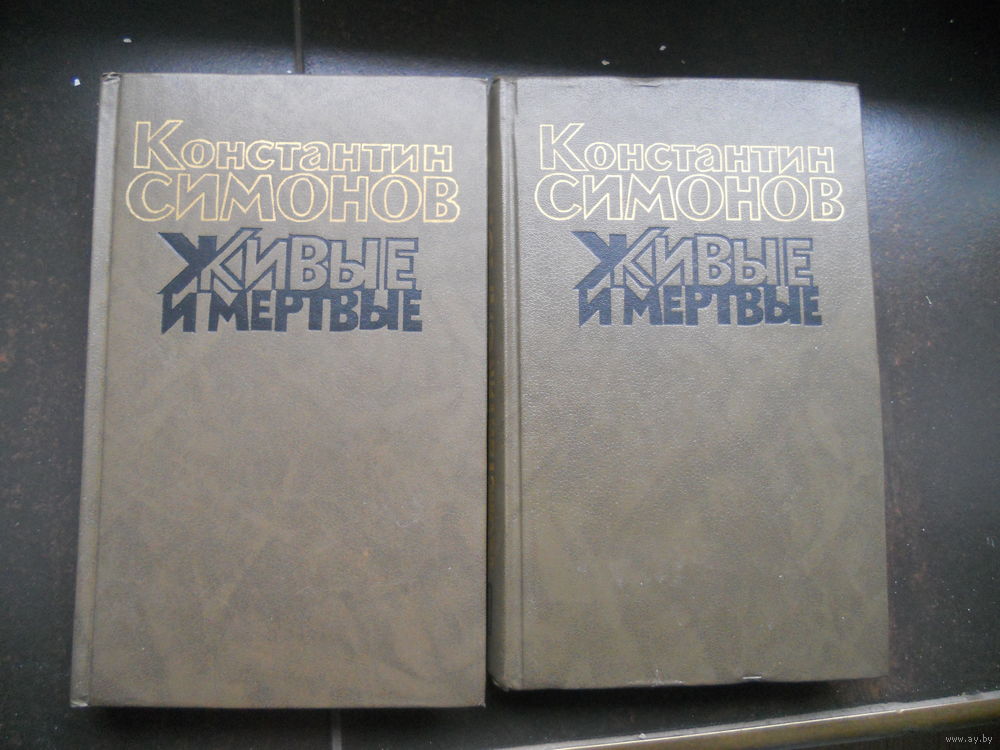 Константин
СИМОНОВ
ЖИВЫЕ
И МЕРТВЫЕ
Константин
СИМОНОВ
ЖИВЫЕ
И МЕРТВЫЕ
www.ay.by